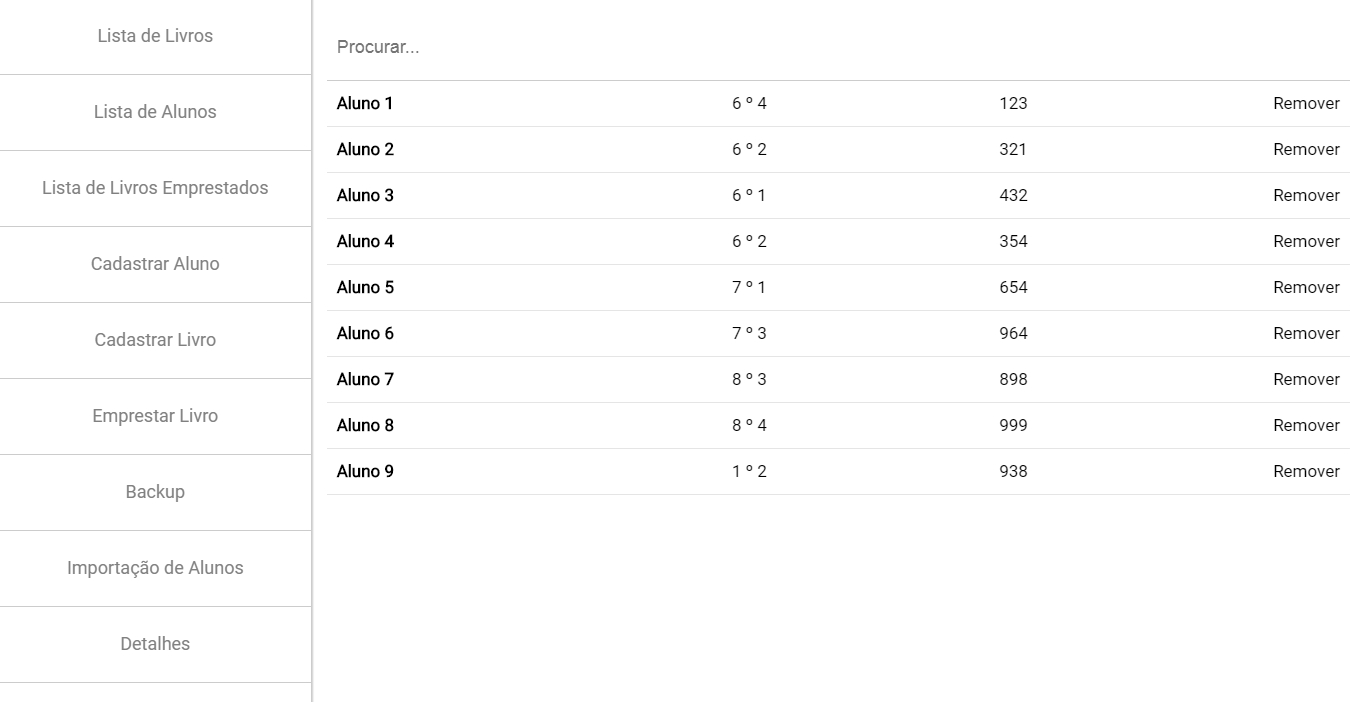 Lista de Livros
Lista de Alunos
Lista de Livros Emprestados
Cadastrar Aluno
Cadastrar Livro
Emprestar Livro
Backup
Importação de Alunos
Detalhes
Procurar...
Aluno 1 6 º 4 123 Remover
Aluno 2 6 º 2 321 Remover
Aluno 3 6 º 1 432 Remover
Aluno 4 6 º 2 354 Remover
Aluno 5 7 º 1 654 Remover
Aluno 6 7 º 3 964 Remover
Aluno 7 8 º 3 898 Remover
Aluno 8 8 º 4 999 Remover
Aluno 9 1 º 2 938 Remover